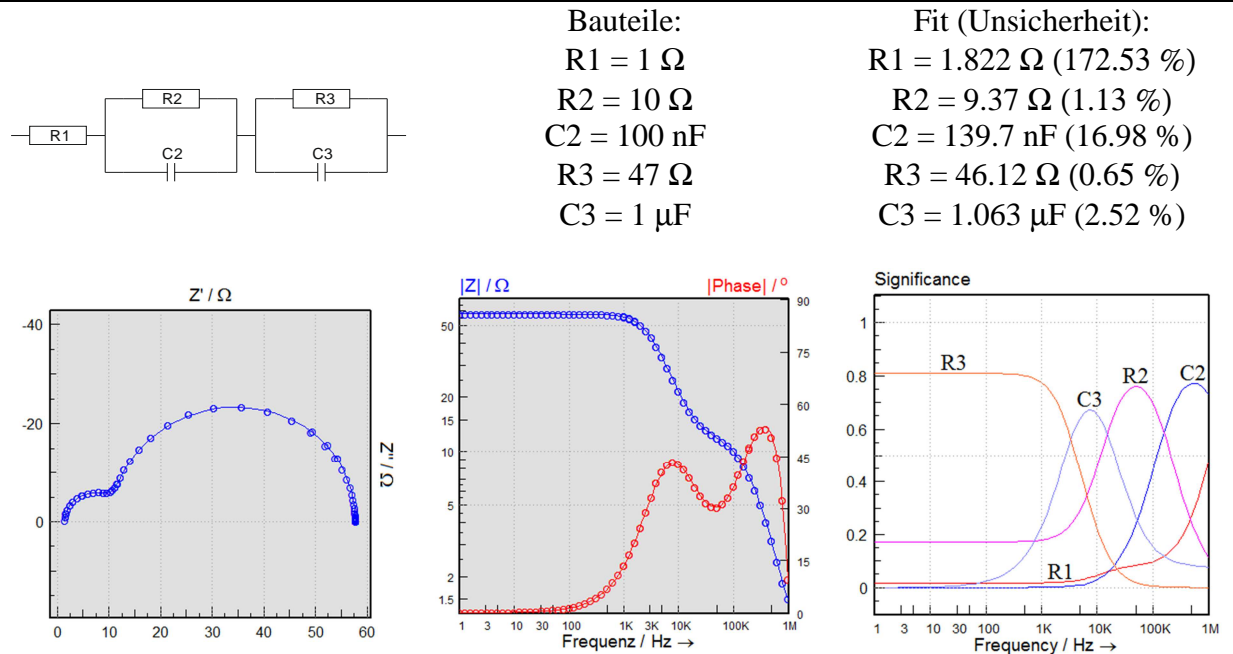 Bauteile:
R1 = 1 Ω
R2 = 10 Ω
C2 = 100 nF
R3 = 47 Ω
C3 = 1 μF
Fit (Unsicherheit):
R1 = 1.822 Ω (172.53 %)
R2 = 9.37 Ω (1.13 %)
C2 = 139.7 nF (16.98 %)
R3 = 46.12 Ω (0.65 %)
C3 = 1.063 μF (2.52 %)
R1
R2
C2
R3
C3
Z' / Ω
-40
-20
0
0 10 20 30 40 50 60
Z" / Ω
|Z| / Ω
|Phase| / °
50
20
15
10
5
2
1.5
90
75
60
45
30
15
0
1 3 10 30 100 1K 3K 10K 100K 1M
Frequenz / Hz →
Significance
1
0.8
0.6
0.4
0.2
0
R3
C3
R2
C2
R1
1 3 10 30 100 1K 10K 100K 1M
Frequency / Hz →